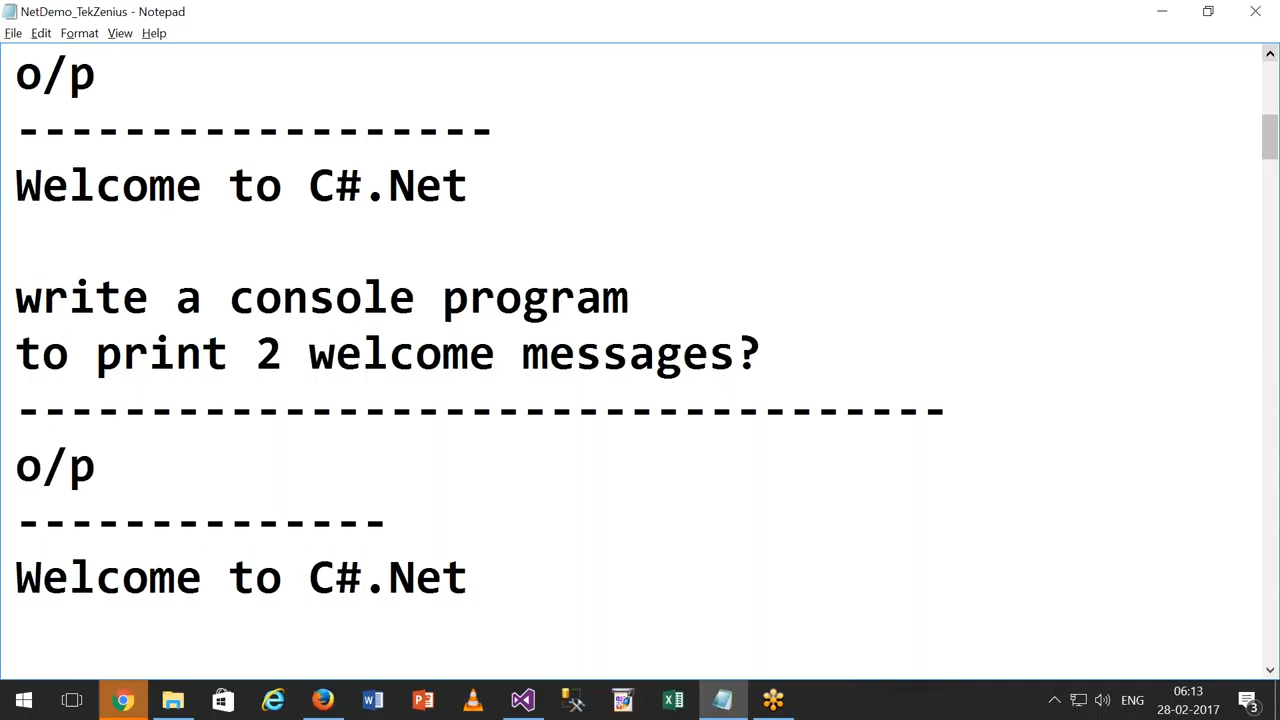 NetDemo_TekZenius - Notepad
File Edit Format View Help
o/p
------------------
Welcome to C#.Net
write a console program
to print 2 welcome messages?
-----------------------------------
o/p
--------------
Welcome to C#.Net
ENG
06:13
28-02-2017
3